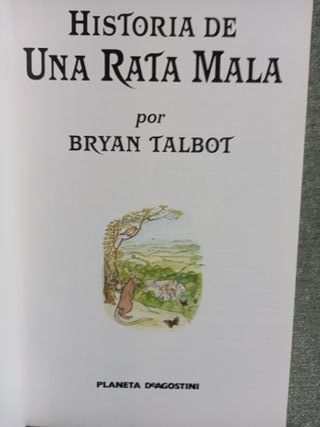 HISTORIA DE
UNA RATA MALA
por
BRYAN TALBOT
PLANETA DEAGOSTINI